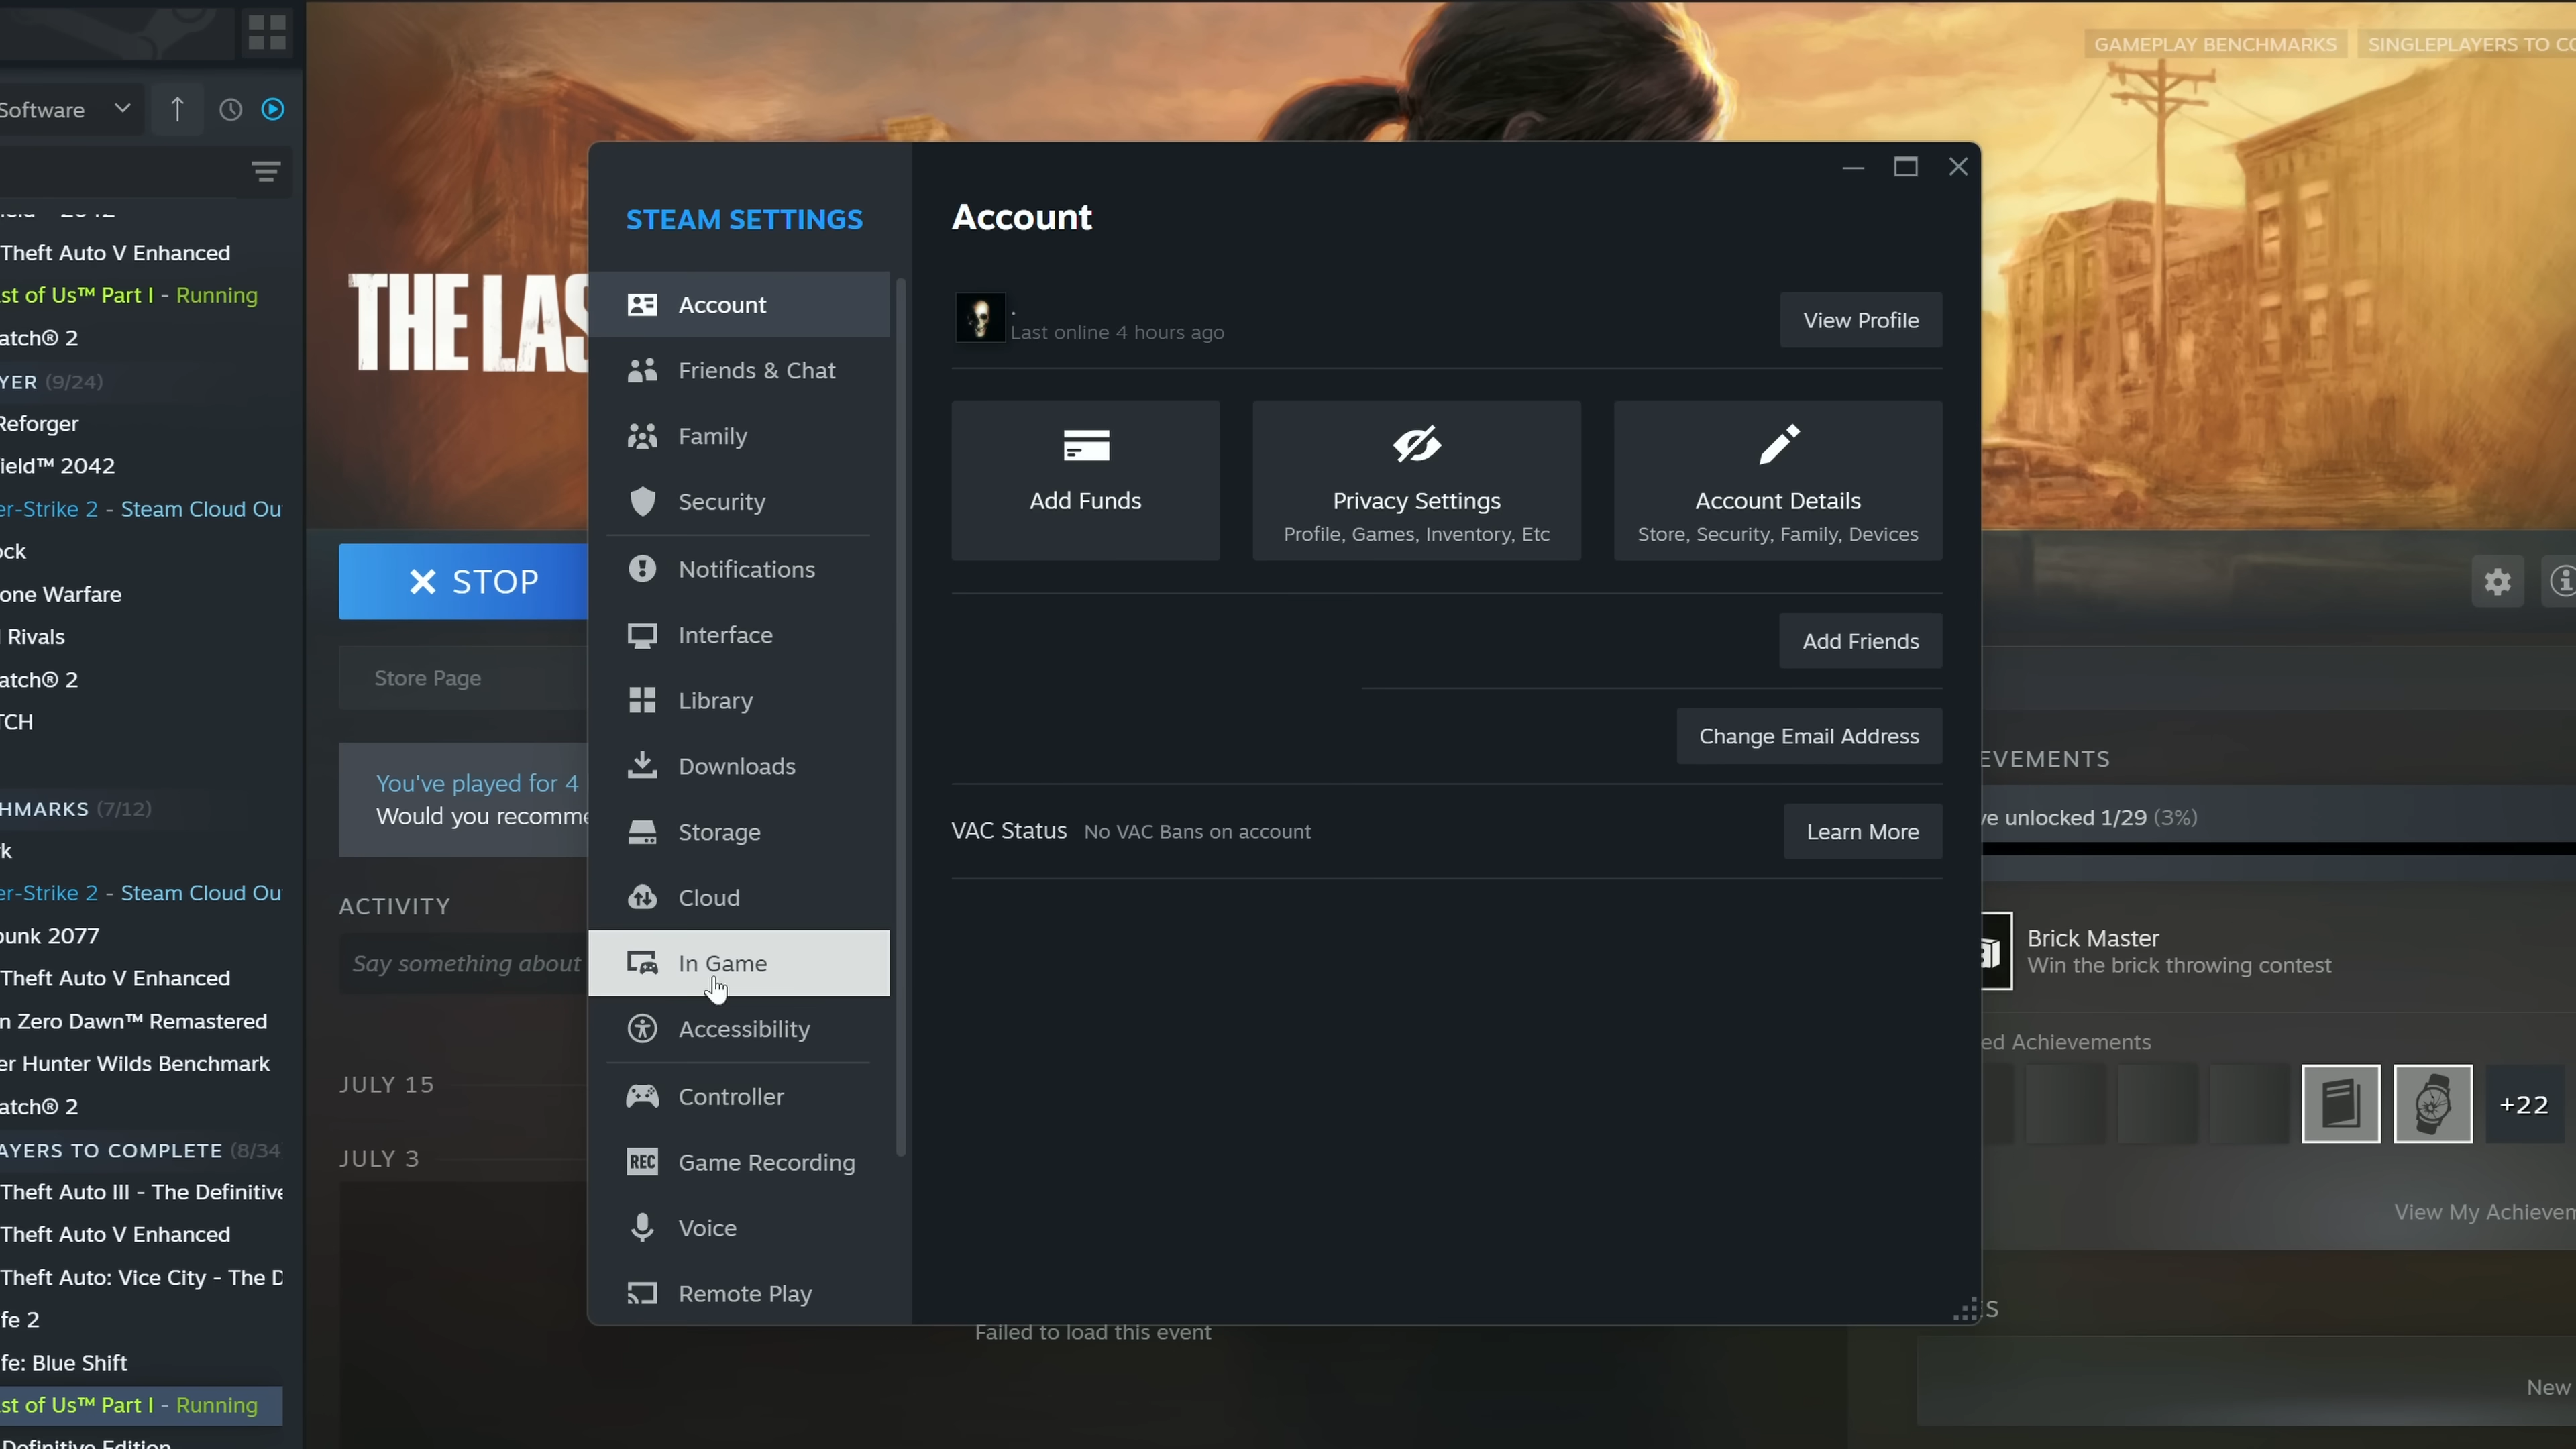 Software
Theft Auto V Enhanced
st of Us™ Part I - Running
atch® 2
YER (9/24)
Reforger
ield™ 2042
er-Strike 2 - Steam Cloud Ou
ock
one Warfare
Rivals
atch® 2
TCH
HMARKS (7/12)
k
er-Strike 2 - Steam Cloud Ou
punk 2077
Theft Auto V Enhanced
n Zero Dawn™ Remastered
er Hunter Wilds Benchmark
atch® 2
AYERS TO COMPLETE (8/34
Theft Auto III - The Definitive
Theft Auto V Enhanced
Theft Auto: Vice City - The D
fe 2
fe: Blue Shift
st of Us™ Part I - Running
Definitive Edition
GAMEPLAY BENCHMARKS
SINGLEPLAYERS TO CO
THE LAS
STOP
Store Page
You've played for 4
Would you recomme
ACTIVITY
Say something about
JULY 15
JULY 3
STEAM SETTINGS
Account
Friends & Chat
Family
Security
Notifications
Interface
Library
Downloads
Storage
Cloud
In Game
Accessibility
Controller
REC Game Recording
Voice
Remote Play
Account
.
Last online 4 hours ago
View Profile
Add Funds
Privacy Settings
Profile, Games, Inventory, Etc
Account Details
Store, Security, Family, Devices
Add Friends
Change Email Address
VAC Status No VAC Bans on account
Learn More
Failed to load this event
EVEMENTS
ve unlocked 1/29 (3%)
Brick Master
Win the brick throwing contest
ed Achievements
+22
View My Achievem
S
New